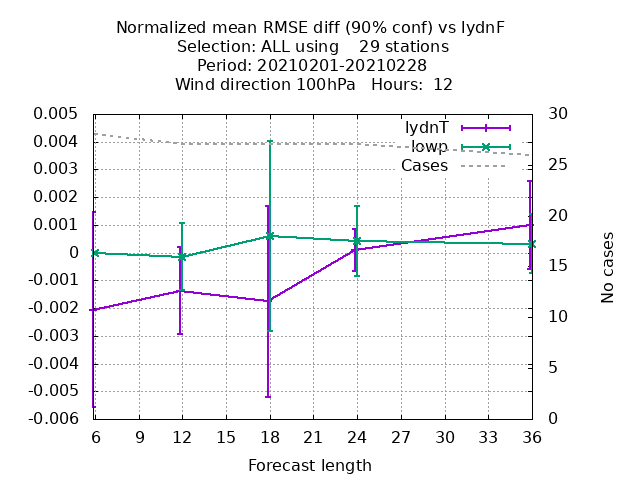 Normalized mean RMSE diff (90% conf) vs lydnF
Selection: ALL using    29 stations
Period: 20210201-20210228
Wind direction 100hPa   Hours:  12
lydnT
lowp
Cases
0.005
0.004
0.003
0.002
0.001
0
-0.001
-0.002
-0.003
-0.004
-0.005
-0.006
30
25
20
15
10
5
0
No cases
6 9 12 15 18 21 24 27 30 33 36
Forecast length